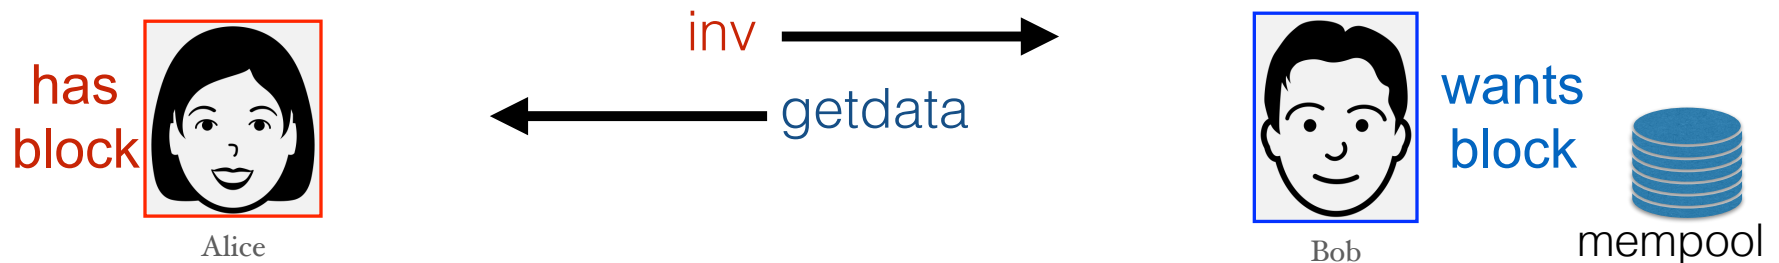 has
block
Alice
inv
getdata
Bob
wants
block
mempool